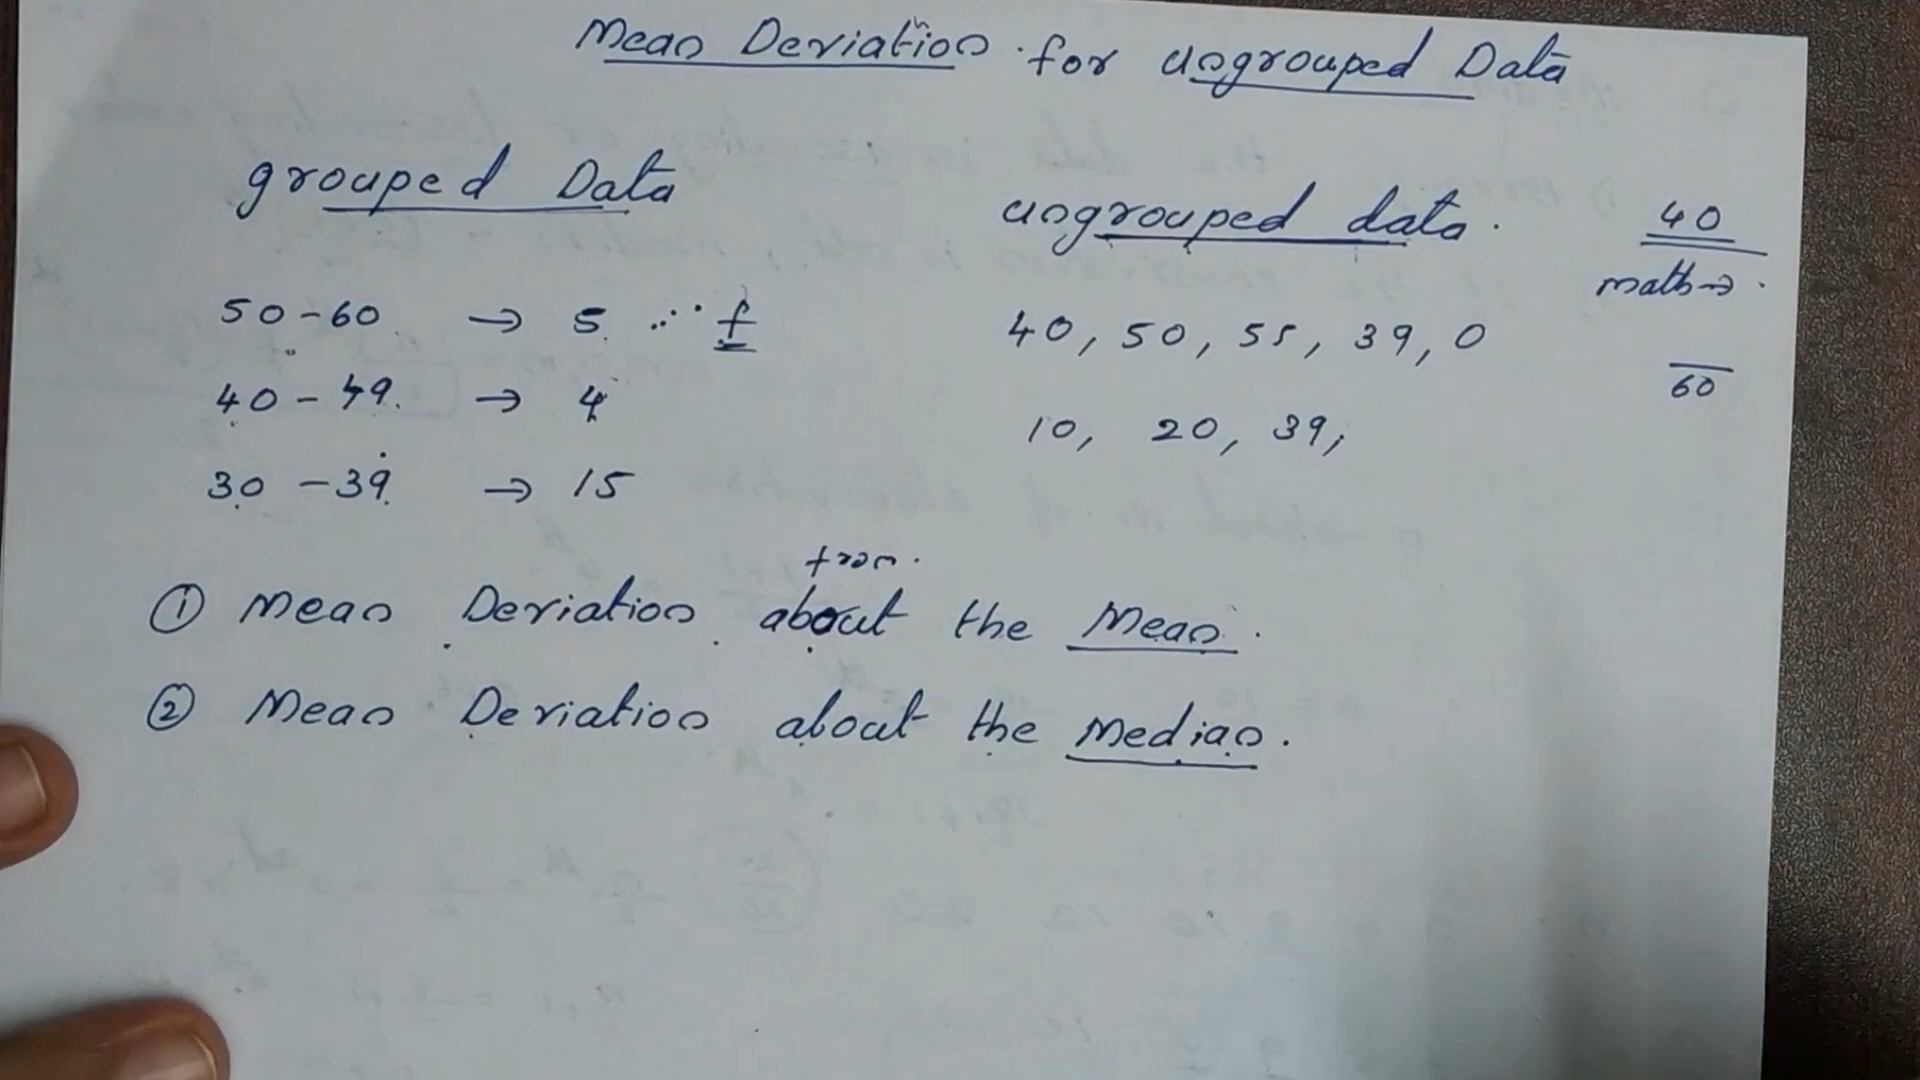 Mean Deviation for ungrouped Data
grouped Data
50-60 → 5 f
40 - 49 → 4
30 - 39 → 15
ungrouped data.
40, 50, 55, 39, 0
10, 20, 39,
40
math →
60
① Mean Deviation about the Mean.
from.
② Mean Deviation about the Median.